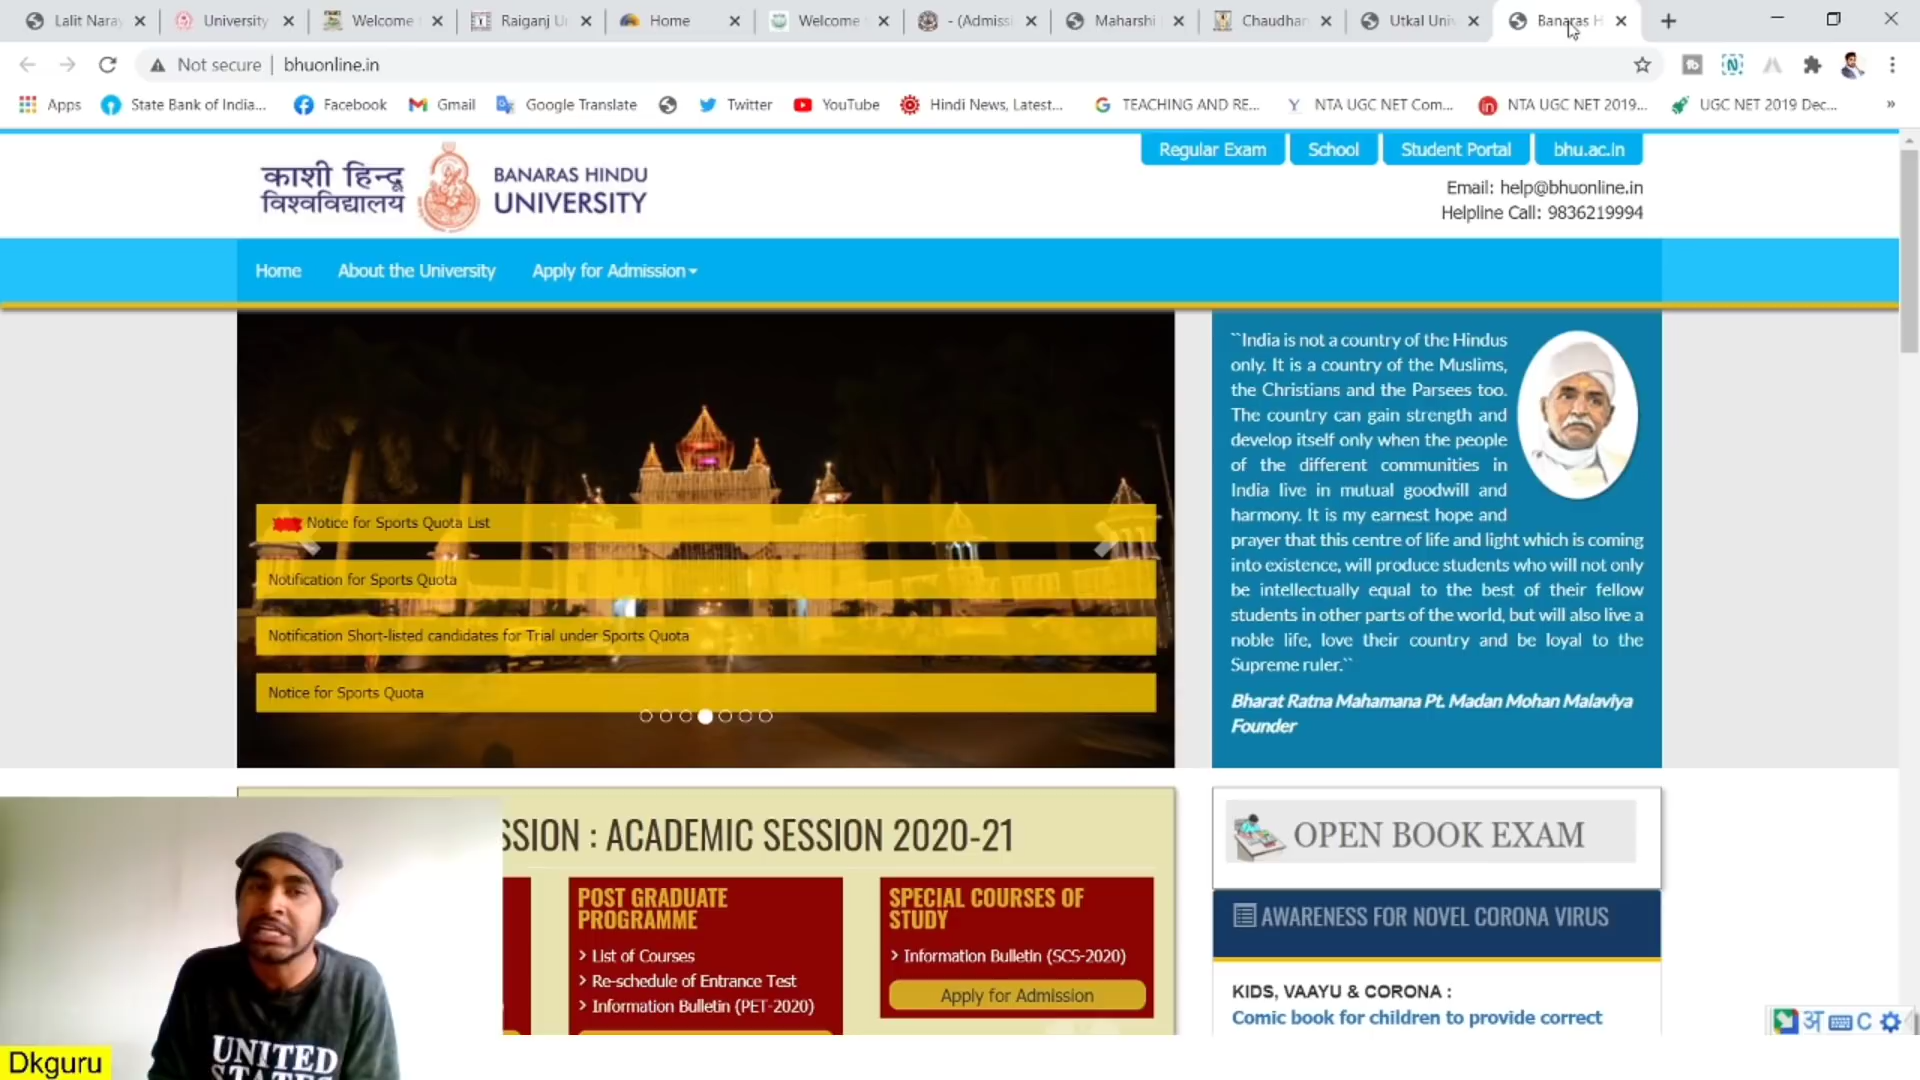 Lalit Naray
University
Welcome
Raiganj U
Home
Welcome
- (Admissi
Maharshi
Chaudhar
Utkal Univ
Banaras H
Not secure
bhuonline.in
Apps
State Bank of India...
Facebook
Gmail
Google Translate
Twitter
YouTube
Hindi News, Latest...
TEACHING AND RE...
NTA UGC NET Com...
NTA UGC NET 2019...
UGC NET 2019 Dec...
»
Regular Exam
School
Student Portal
bhu.ac.in
काशी हिन्दू
विश्वविद्यालय
BANARAS HINDU
UNIVERSITY
Email: help@bhuonline.in
Helpline Call: 9836219994
Home
About the University
Apply for Admission
Notice for Sports Quota List
Notification for Sports Quota
Notification Short-listed candidates for Trial under Sports Quota
Notice for Sports Quota
``India is not a country of the Hindus
only. It is a country of the Muslims,
the Christians and the Parsees too.
The country can gain strength and
develop itself only when the people
of the different communities in
India live in mutual goodwill and
harmony. It is my earnest hope and
prayer that this centre of life and light which is coming
into existence, will produce students who will not only
be intellectually equal to the best of their fellow
students in other parts of the world, but will also live a
noble life, love their country and be loyal to the
Supreme ruler.``
Bharat Ratna Mahamana Pt. Madan Mohan Malaviya
Founder
SSION : ACADEMIC SESSION 2020-21
POST GRADUATE
PROGRAMME
List of Courses
Re-schedule of Entrance Test
Information Bulletin (PET-2020)
SPECIAL COURSES OF
STUDY
Information Bulletin (SCS-2020)
Apply for Admission
OPEN BOOK EXAM
AWARENESS FOR NOVEL CORONA VIRUS
KIDS, VAAYU & CORONA :
Comic book for children to provide correct
अ
UNITED
STATES
Dkguru